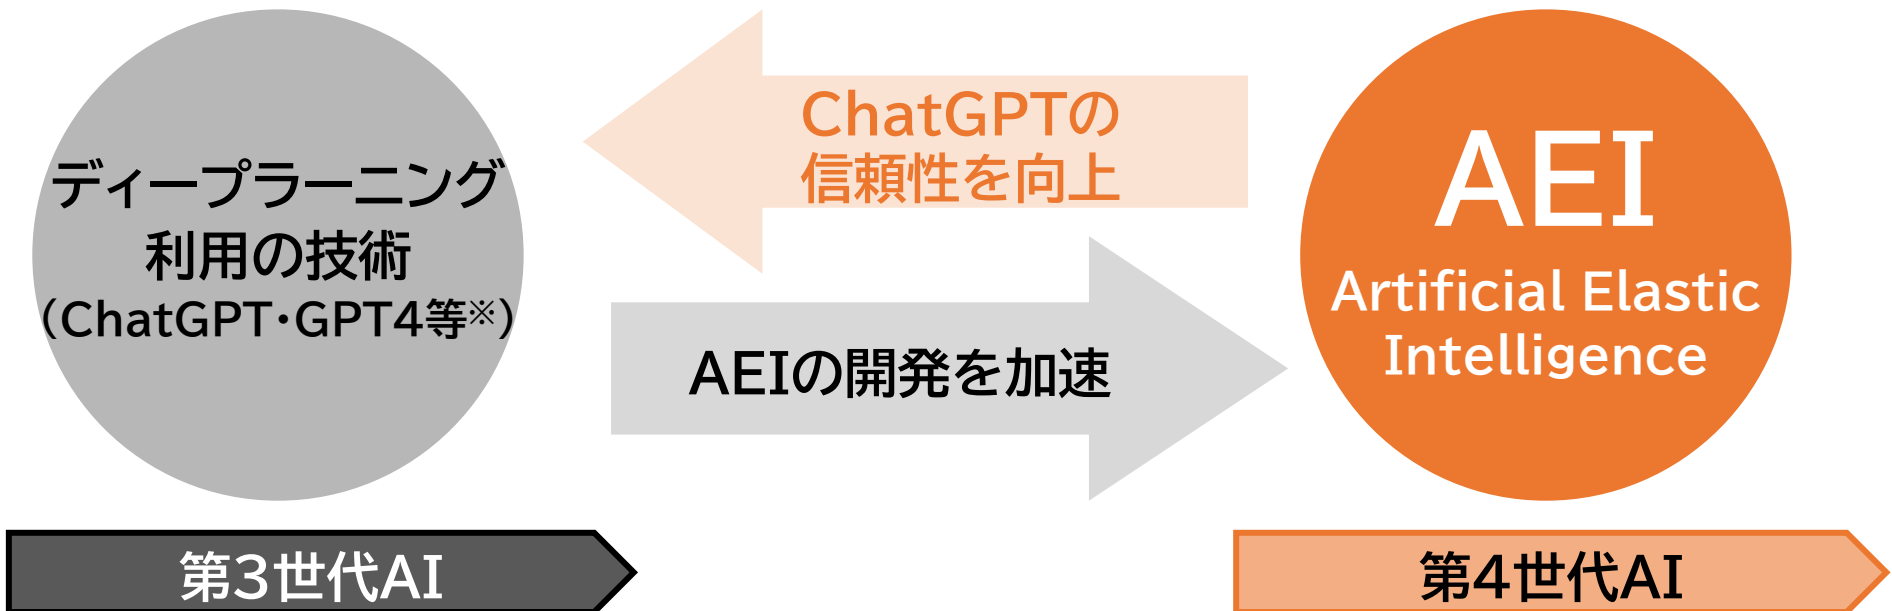 ディープラーニング
利用の技術
（ChatGPT・GPT4等※）
ChatGPTの
信頼性を向上
AEIの開発を加速
AEI
Artificial Elastic
Intelligence
第3世代AI
第4世代AI